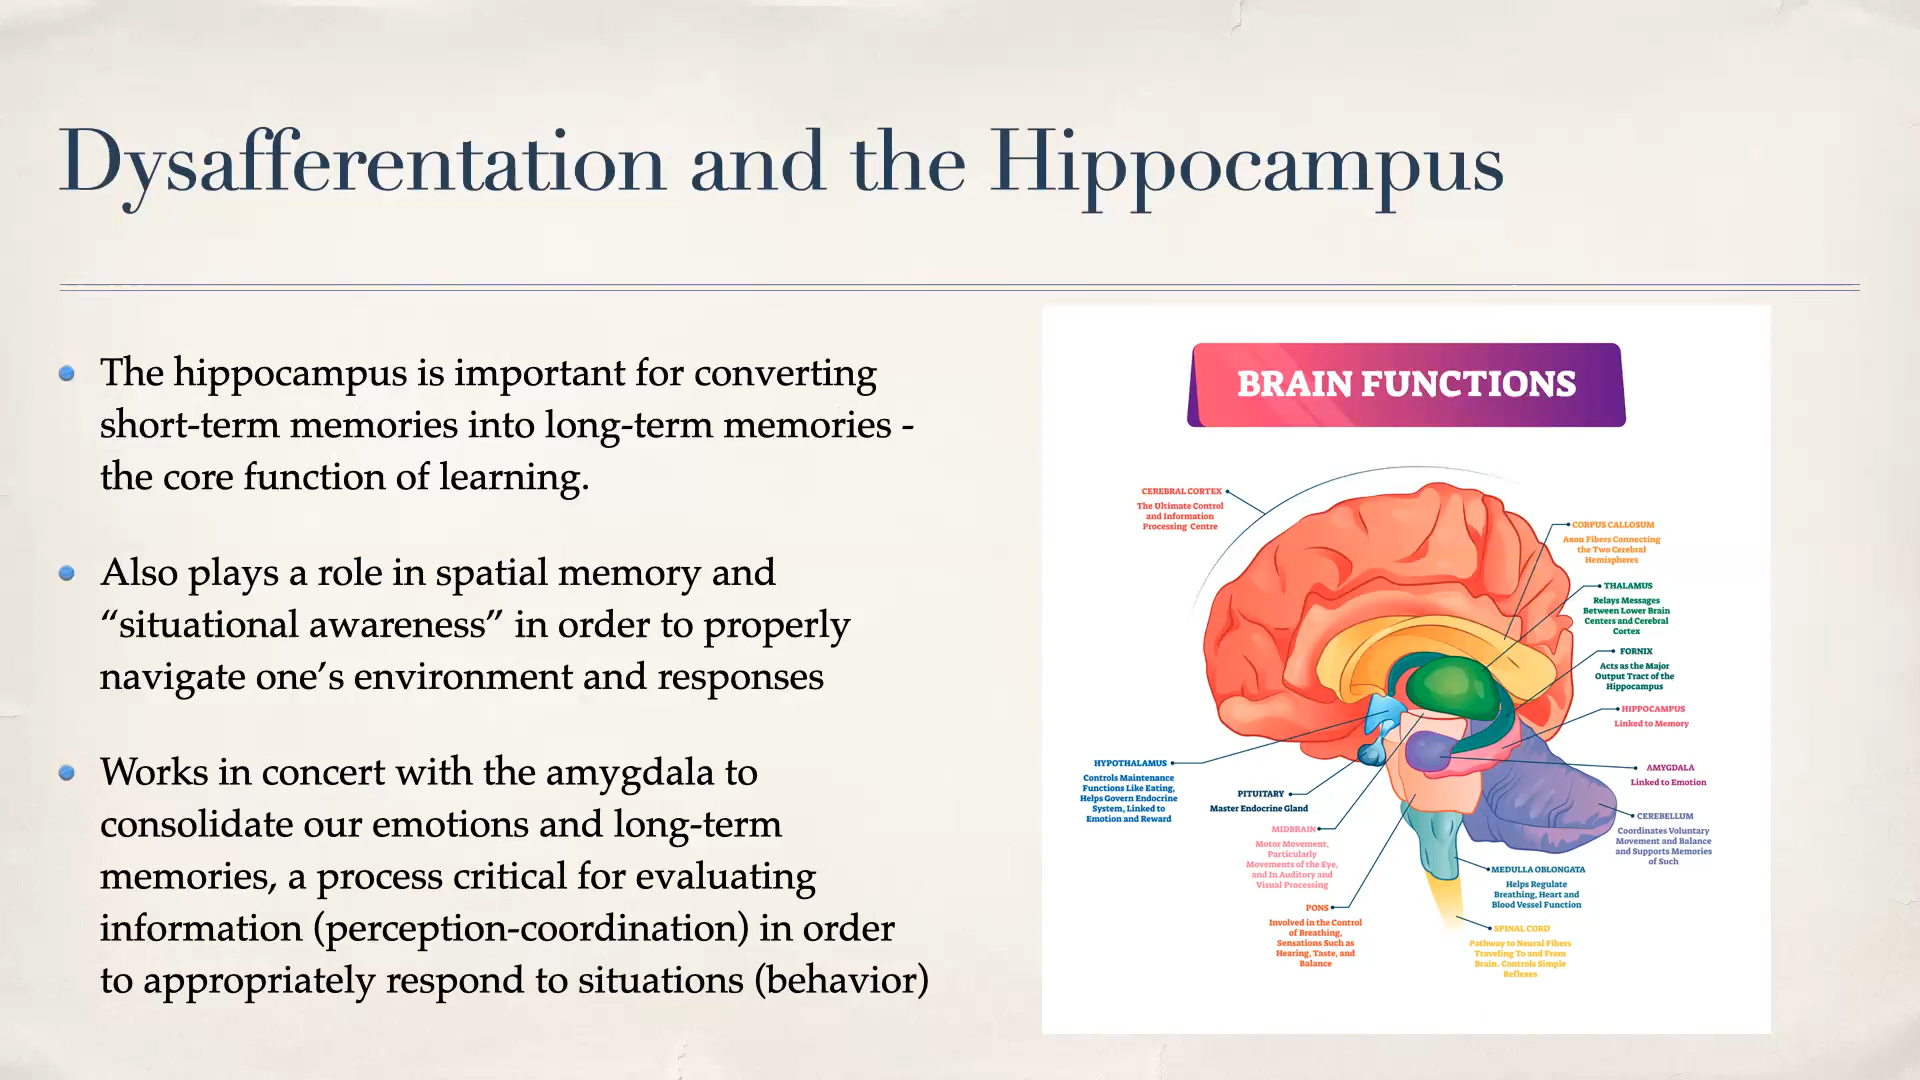 Dysafferentation and the Hippocampus
The hippocampus is important for converting
short-term memories into long-term memories -
the core function of learning.
Also plays a role in spatial memory and
“situational awareness” in order to properly
navigate one’s environment and responses
Works in concert with the amygdala to
consolidate our emotions and long-term
memories, a process critical for evaluating
information (perception-coordination) in order
to appropriately respond to situations (behavior)
BRAIN FUNCTIONS
CEREBRAL CORTEX
The Ultimate Control
and Information
Processing Centre
CORPUS CALLOSUM
Axon Fibers Connecting
the Two Cerebral
Hemispheres
THALAMUS
Relays Messages
Between Lower Brain
Centers and Cerebral
Cortex
FORNIX
Acts as the Major
Output Tract of the
Hippocampus
HIPPOCAMPUS
Linked to Memory
HYPOTHALAMUS
Controls Maintenance
Functions Like Eating,
Helps Govern Endocrine
System, Linked to
Emotion and Reward
PITUITARY
Master Endocrine Gland
AMYGDALA
Linked to Emotion
MIDBRAIN
Motor Movement,
Particularly
Movements of the Eye,
and In Auditory and
Visual Processing
CEREBELLUM
Coordinates Voluntary
Movement and Balance
and Supports Memories
of Such
MEDULLA OBLONGATA
Helps Regulate
Breathing, Heart and
Blood Vessel Function
PONS
Involved in the Control
of Breathing,
Sensations Such as
Hearing, Taste, and
Balance
SPINAL CORD
Pathway to Neural Fibers
Traveling To and From
Brain. Controls Simple
Reflexes